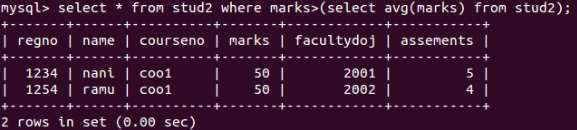 mysql> select * from stud2 where marks>(select avg(marks) from stud2);
+-------+------+----------+-------+------------+-----------+
| regno | name | courseno | marks | facultydoj | assements |
+-------+------+----------+-------+------------+-----------+
|  1234 | nani | coo1     |    50 |       2001 |         5 |
|  1254 | ramu | coo1     |    50 |       2002 |         4 |
+-------+------+----------+-------+------------+-----------+
2 rows in set (0.00 sec)